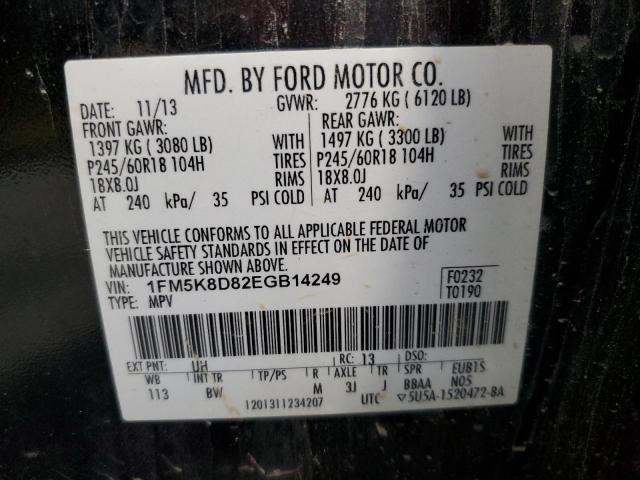 MFD. BY FORD MOTOR CO.
DATE: 11/13 GVWR: 2776 KG ( 6120 LB)
FRONT GAWR: REAR GAWR:
1397 KG ( 3080 LB) WITH 1497 KG ( 3300 LB) WITH
P245/60R18 104H TIRES P245/60R18 104H TIRES
18X8.0J RIMS 18X8.0J RIMS
AT 240 kPa/ 35 PSI COLD AT 240 kPa/ 35 PSI COLD
THIS VEHICLE CONFORMS TO ALL APPLICABLE FEDERAL MOTOR
VEHICLE SAFETY STANDARDS IN EFFECT ON THE DATE OF
MANUFACTURE SHOWN ABOVE.
VIN: 1FM5K8D82EGB14249 F0232
TYPE: MPV T0190
EXT PNT: UH RC: 13 DSO:
WB INT TR TP/PS R AXLE TR SPR EUB1S
113 BW M 3J J BBAA N05
1201311234207 UTC ▽5U5A-1520472-BA